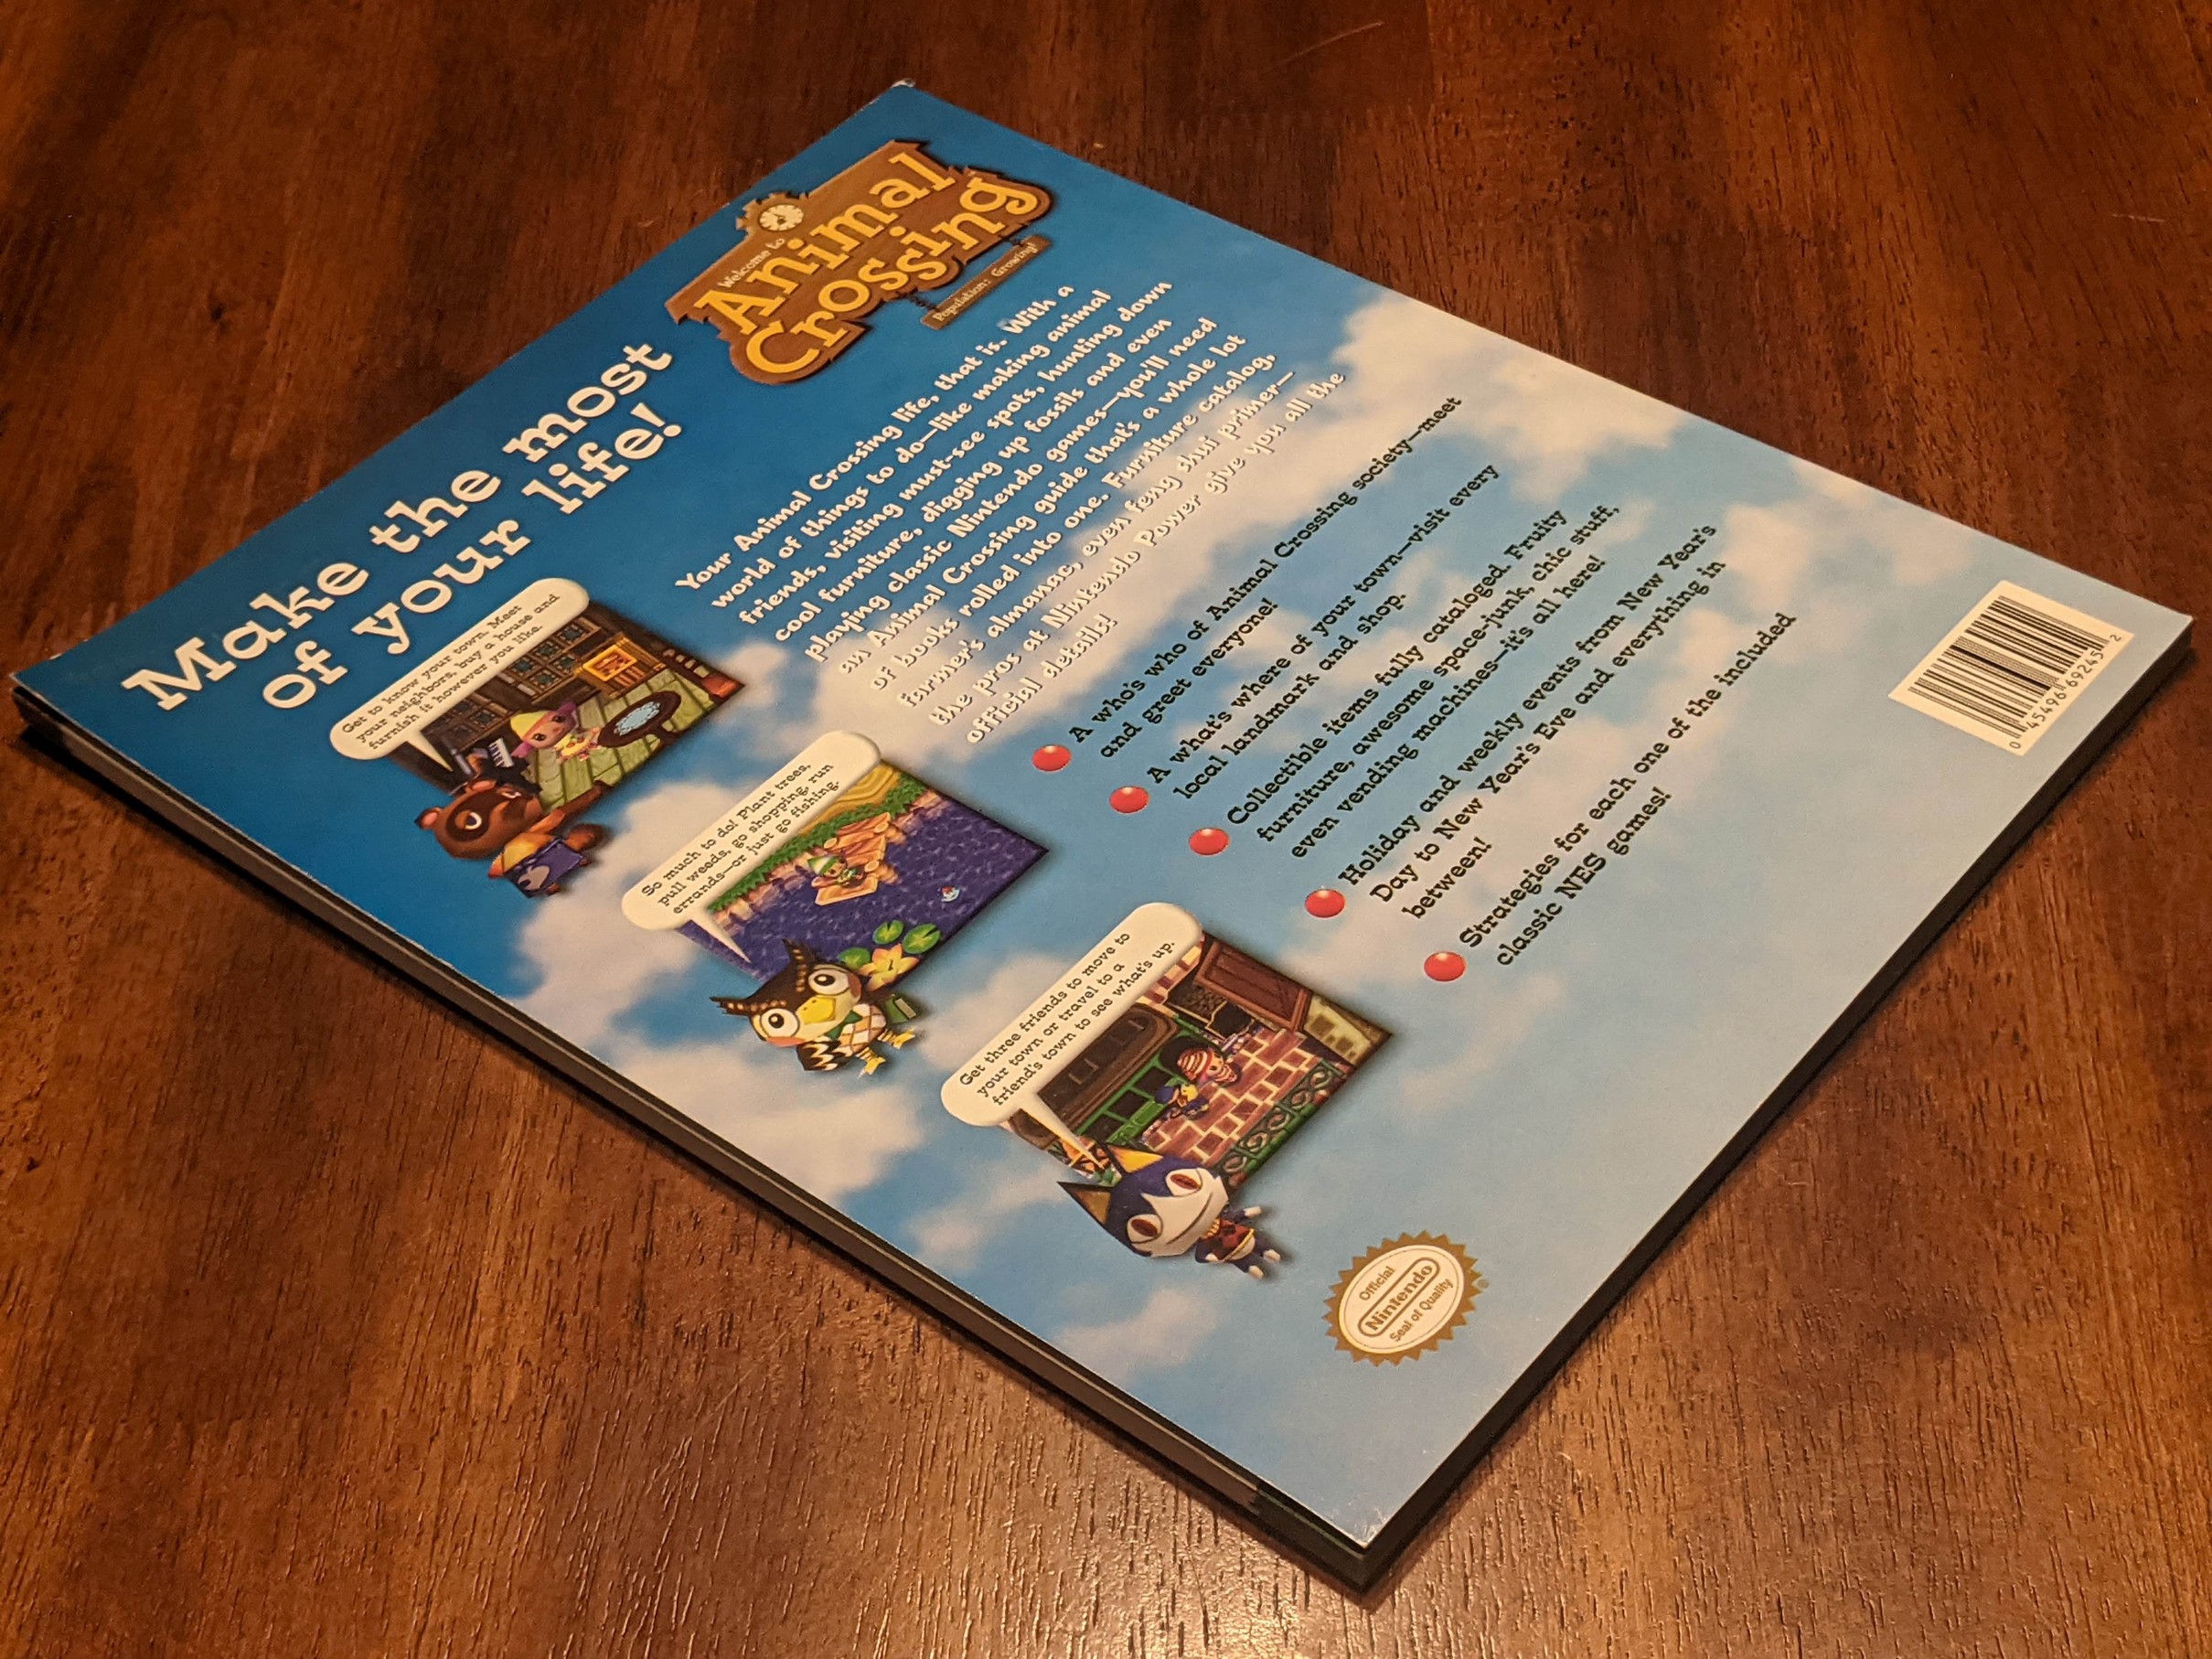 Make the most
of your life!
Welcome to
Animal
Crossing
Population: Growing!
Get to know your town. Meet
your neighbors, buy a house and
furnish it however you like.
Your Animal Crossing life, that is. With a
world of things to do—like making animal
friends, visiting must-see spots, hunting down
cool furniture, digging up fossils and even
playing classic Nintendo games—you'll need
an Animal Crossing guide that's a whole lot
of books rolled into one. Furniture catalog,
farmer's almanac, even feng shui primer—
the pros at Nintendo Power give you all the
official details!
So much to do! Plant trees,
pull weeds, go shopping, run
errands—or just go fishing.
Get three friends to move to
your town or travel to a
friend's town to see what's up.
A who's who of Animal Crossing society—meet
and greet everyone!
A what's where of your town—visit every
local landmark and shop.
Collectible items fully cataloged. Fruity
furniture, awesome space-junk, chic stuff,
even vending machines—it's all here!
Holiday and weekly events from New Year's
Day to New Year's Eve and everything in
between!
Strategies for each one of the included
classic NES games!
Official
Nintendo
Seal of Quality
®
0 45496 69245 2